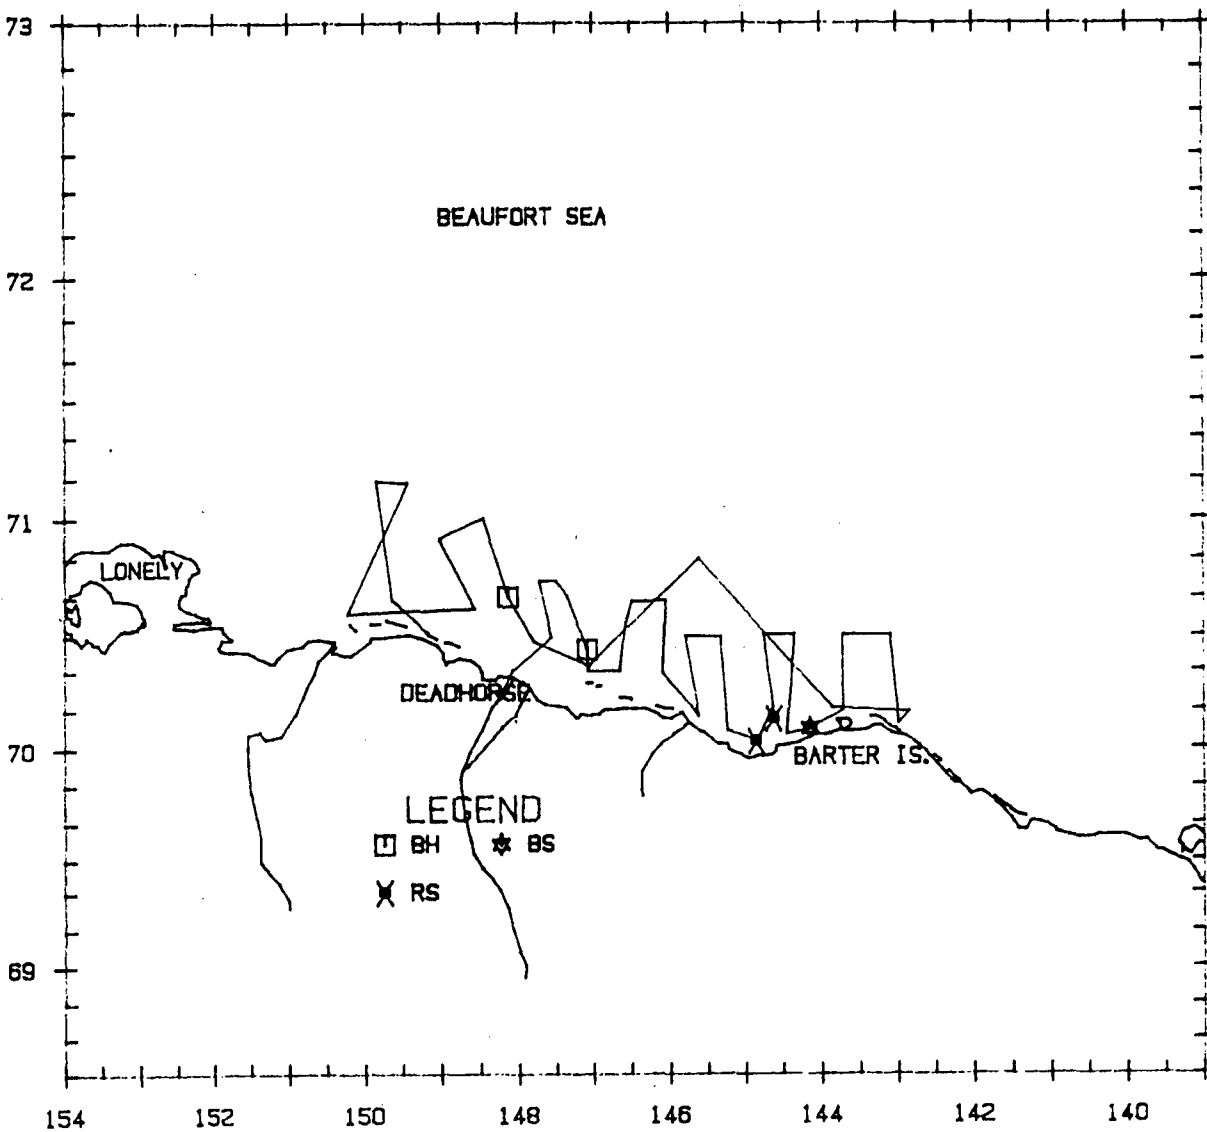 73
BEAUFORT SEA
72
71
LONELY
DEADHORSE
70
BARTER IS.
LEGEND
BH BS
RS
69
154 152 150 148 146 144 142 140